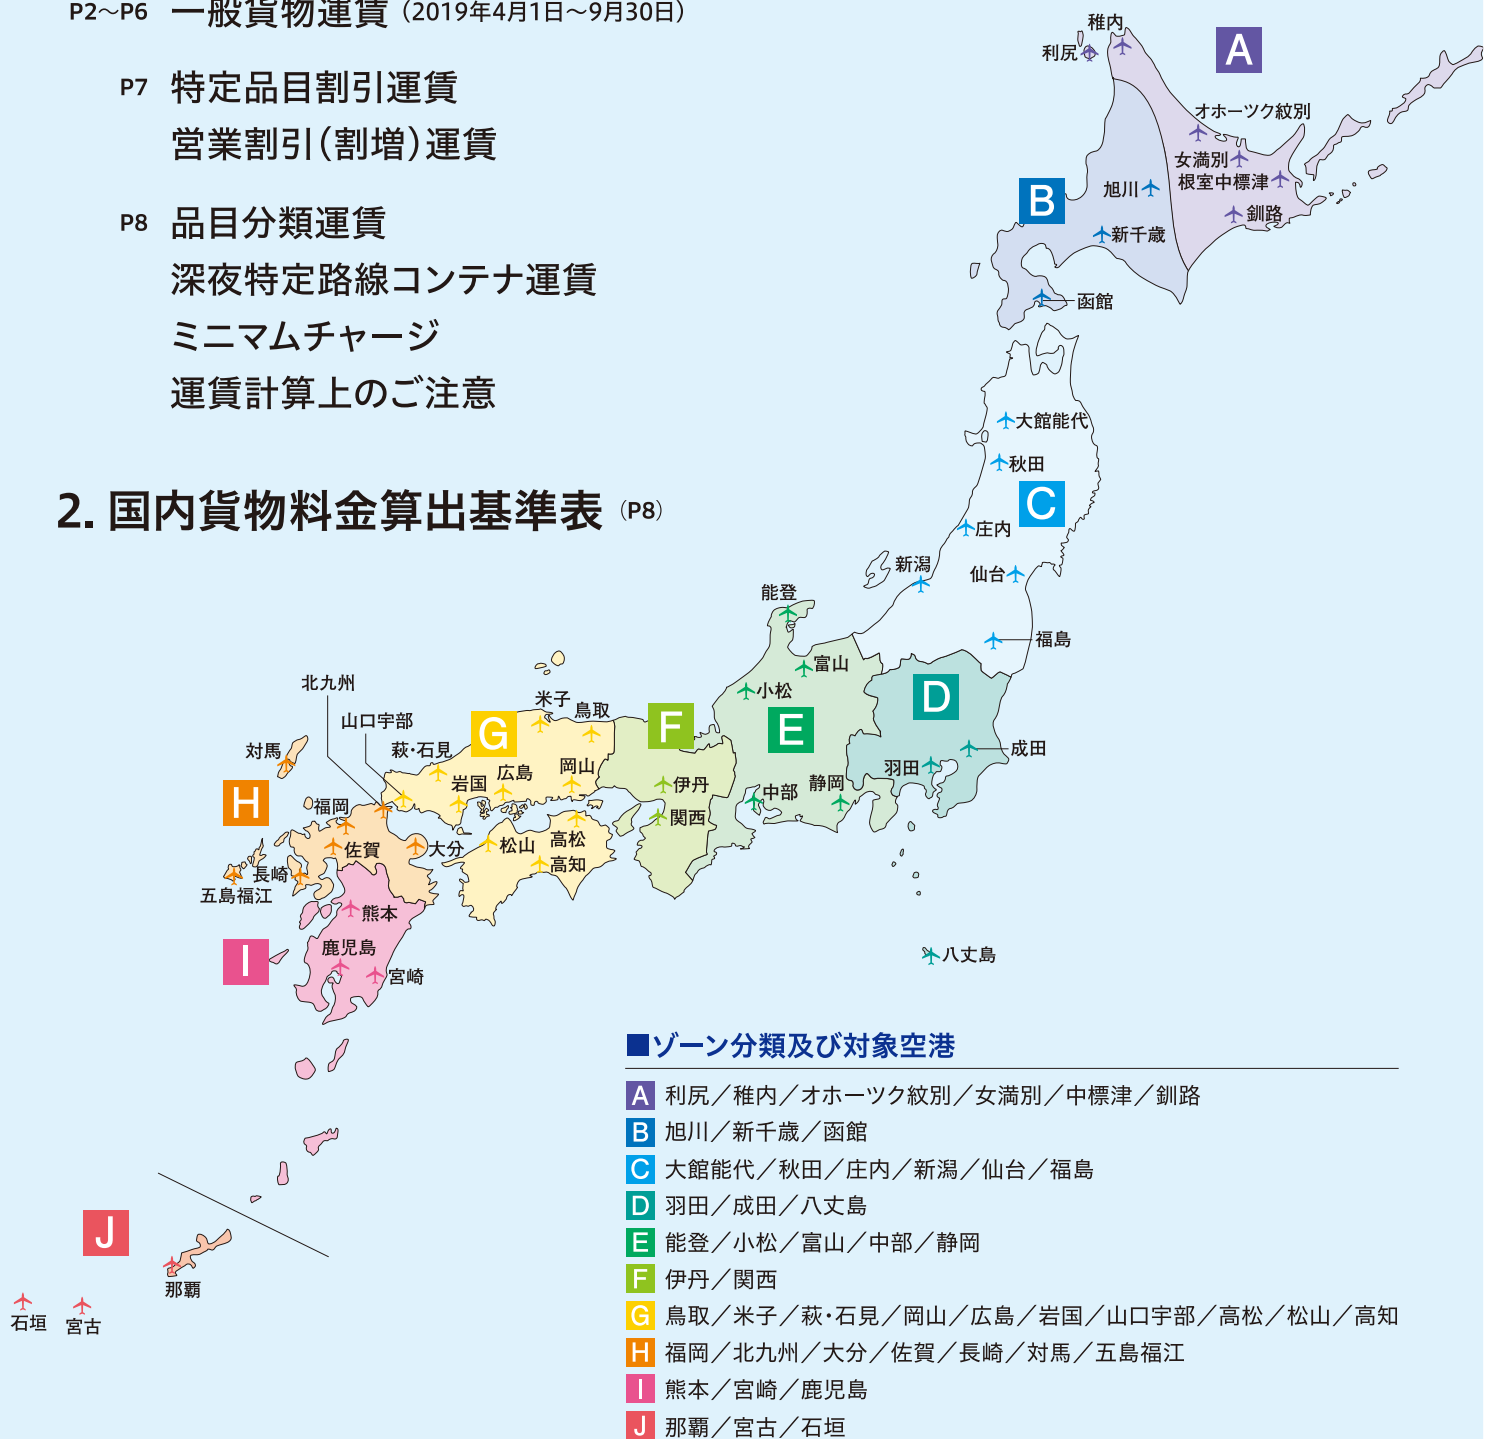 P2～P6 一般貨物運賃（2019年4月1日～9月30日）
P7 特定品目割引運賃
営業割引（割増）運賃
P8 品目分類運賃
深夜特定路線コンテナ運賃
ミニマムチャージ
運賃計算上のご注意
2. 国内貨物料金算出基準表（P8）
稚内
利尻
A
オホーツク紋別
女満別
根室中標津
釧路
B
旭川
新千歳
函館
大館能代
秋田
C
庄内
新潟
仙台
福島
能登
富山
小松
E
中部
静岡
D
成田
羽田
八丈島
北九州
山口宇部
萩・石見
G
米子
鳥取
岩国
広島
岡山
F
伊丹
関西
対馬
H
福岡
佐賀
大分
長崎
五島福江
松山
高松
高知
I
熊本
鹿児島
宮崎
J
那覇
石垣
宮古
■ゾーン分類及び対象空港
A 利尻／稚内／オホーツク紋別／女満別／中標津／釧路
B 旭川／新千歳／函館
C 大館能代／秋田／庄内／新潟／仙台／福島
D 羽田／成田／八丈島
E 能登／小松／富山／中部／静岡
F 伊丹／関西
G 鳥取／米子／萩・石見／岡山／広島／岩国／山口宇部／高松／松山／高知
H 福岡／北九州／大分／佐賀／長崎／対馬／五島福江
I 熊本／宮崎／鹿児島
J 那覇／宮古／石垣